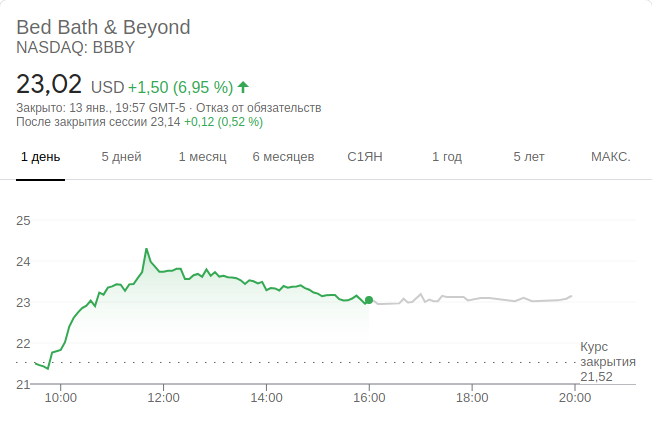 Bed Bath & Beyond
NASDAQ: BBBY
23,02 USD +1,50 (6,95 %)
Закрыто: 13 янв., 19:57 GMT-5 · Отказ от обязательств
После закрытия сессии 23,14 +0,12 (0,52 %)
1 день 5 дней 1 месяц 6 месяцев С1ЯН 1 год 5 лет МАКС.
25
24
23
22
Курс
закрытия
21,52
21
10:00 12:00 14:00 16:00 18:00 20:00